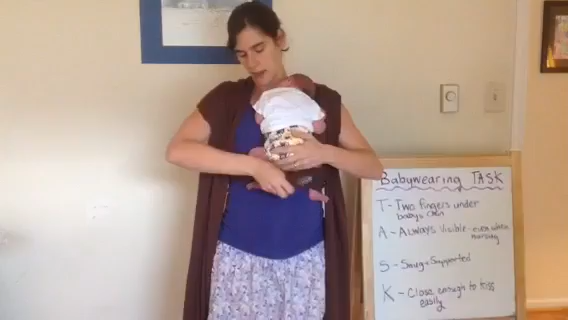 Babywearing TASK
T - Two fingers under
baby's chin
A - Always Visible - even when
nursing
S - Snug + Supported
K - Close enough to kiss
easily